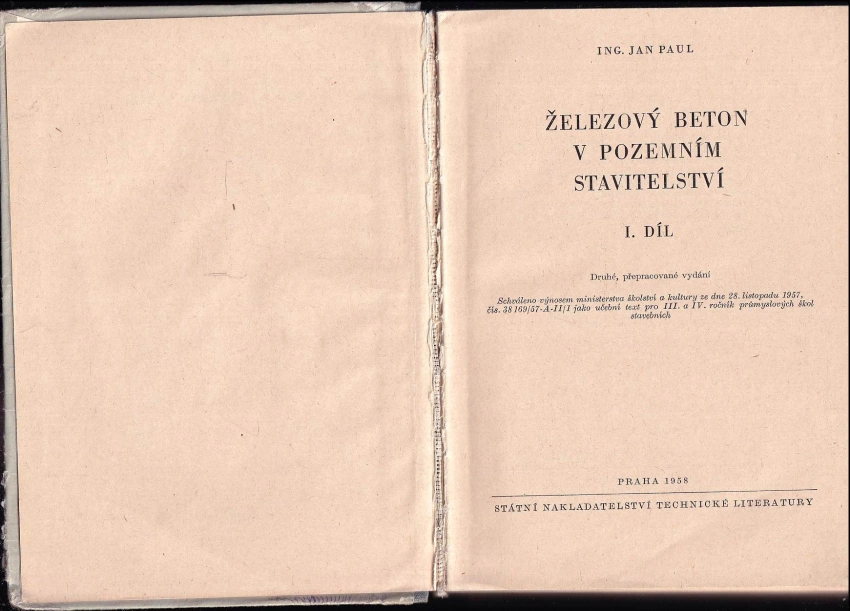 ING. JAN PAUL
ŽELEZOVÝ BETON
V POZEMNÍM
STAVITELSTVÍ
I. DÍL
Druhé, přepracované vydání
Schváleno výnosem ministerstva školství a kultury ze dne 28. listopadu 1957,
čís. 38 169/57-A-II/1 jako učební text pro III. a IV. ročník průmyslových škol
stavebních
PRAHA 1958
STÁTNÍ NAKLADATELSTVÍ TECHNICKÉ LITERATURY